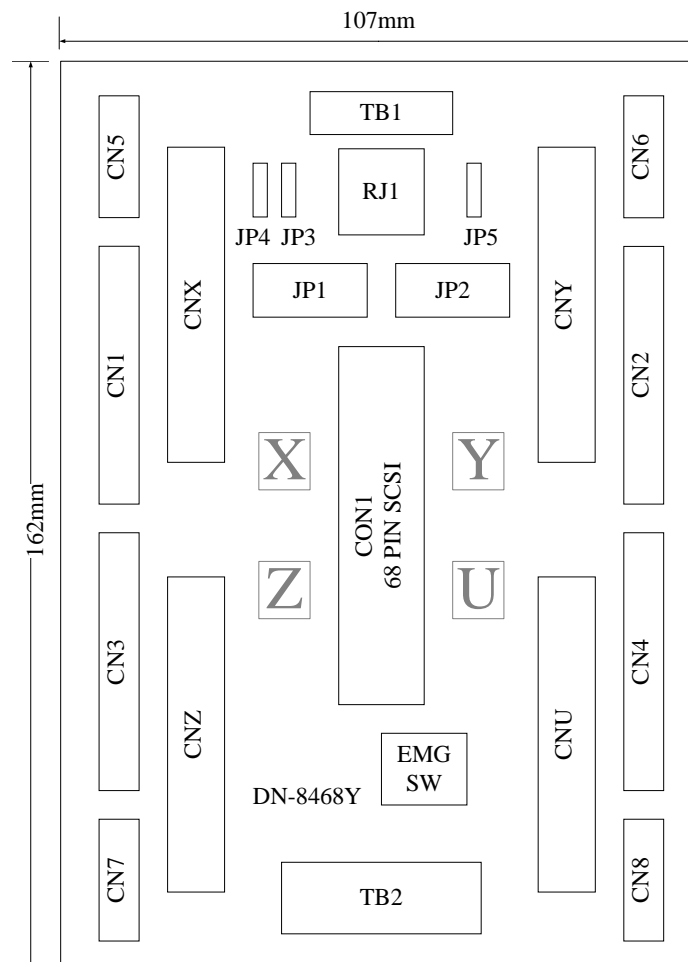 107mm
TB1
CN5
CN6
RJ1
JP4
JP3
JP5
CNX
CNY
JP1
JP2
CN1
CN2
X
Y
CON1
68 PIN SCSI
162mm
Z
U
CN3
CN4
CNZ
CNU
EMG
SW
DN-8468Y
CN7
CN8
TB2